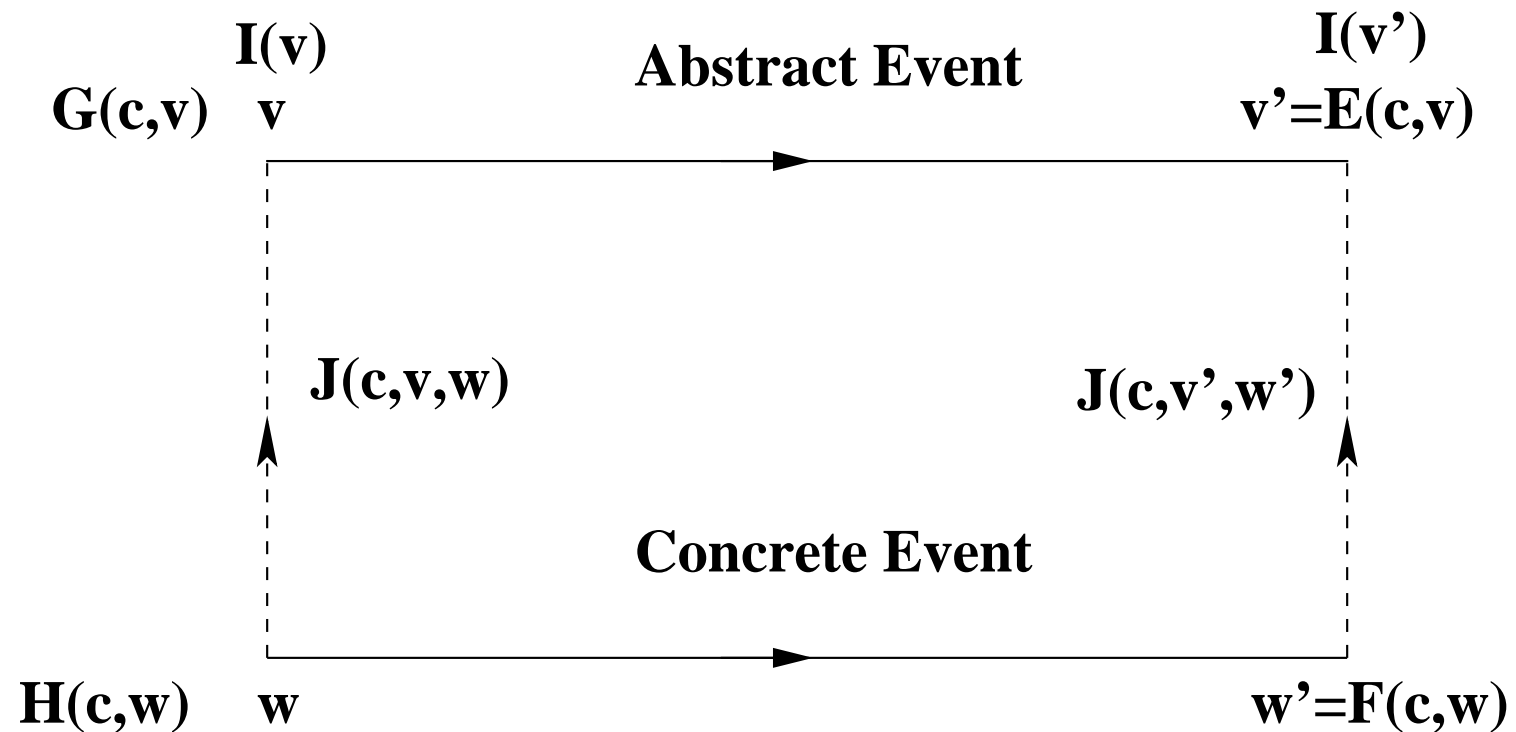 I(v)
I(v’)
Abstract Event
G(c,v) v
v’=E(c,v)
J(c,v,w)
J(c,v’,w’)
Concrete Event
H(c,w) w
w’=F(c,w)